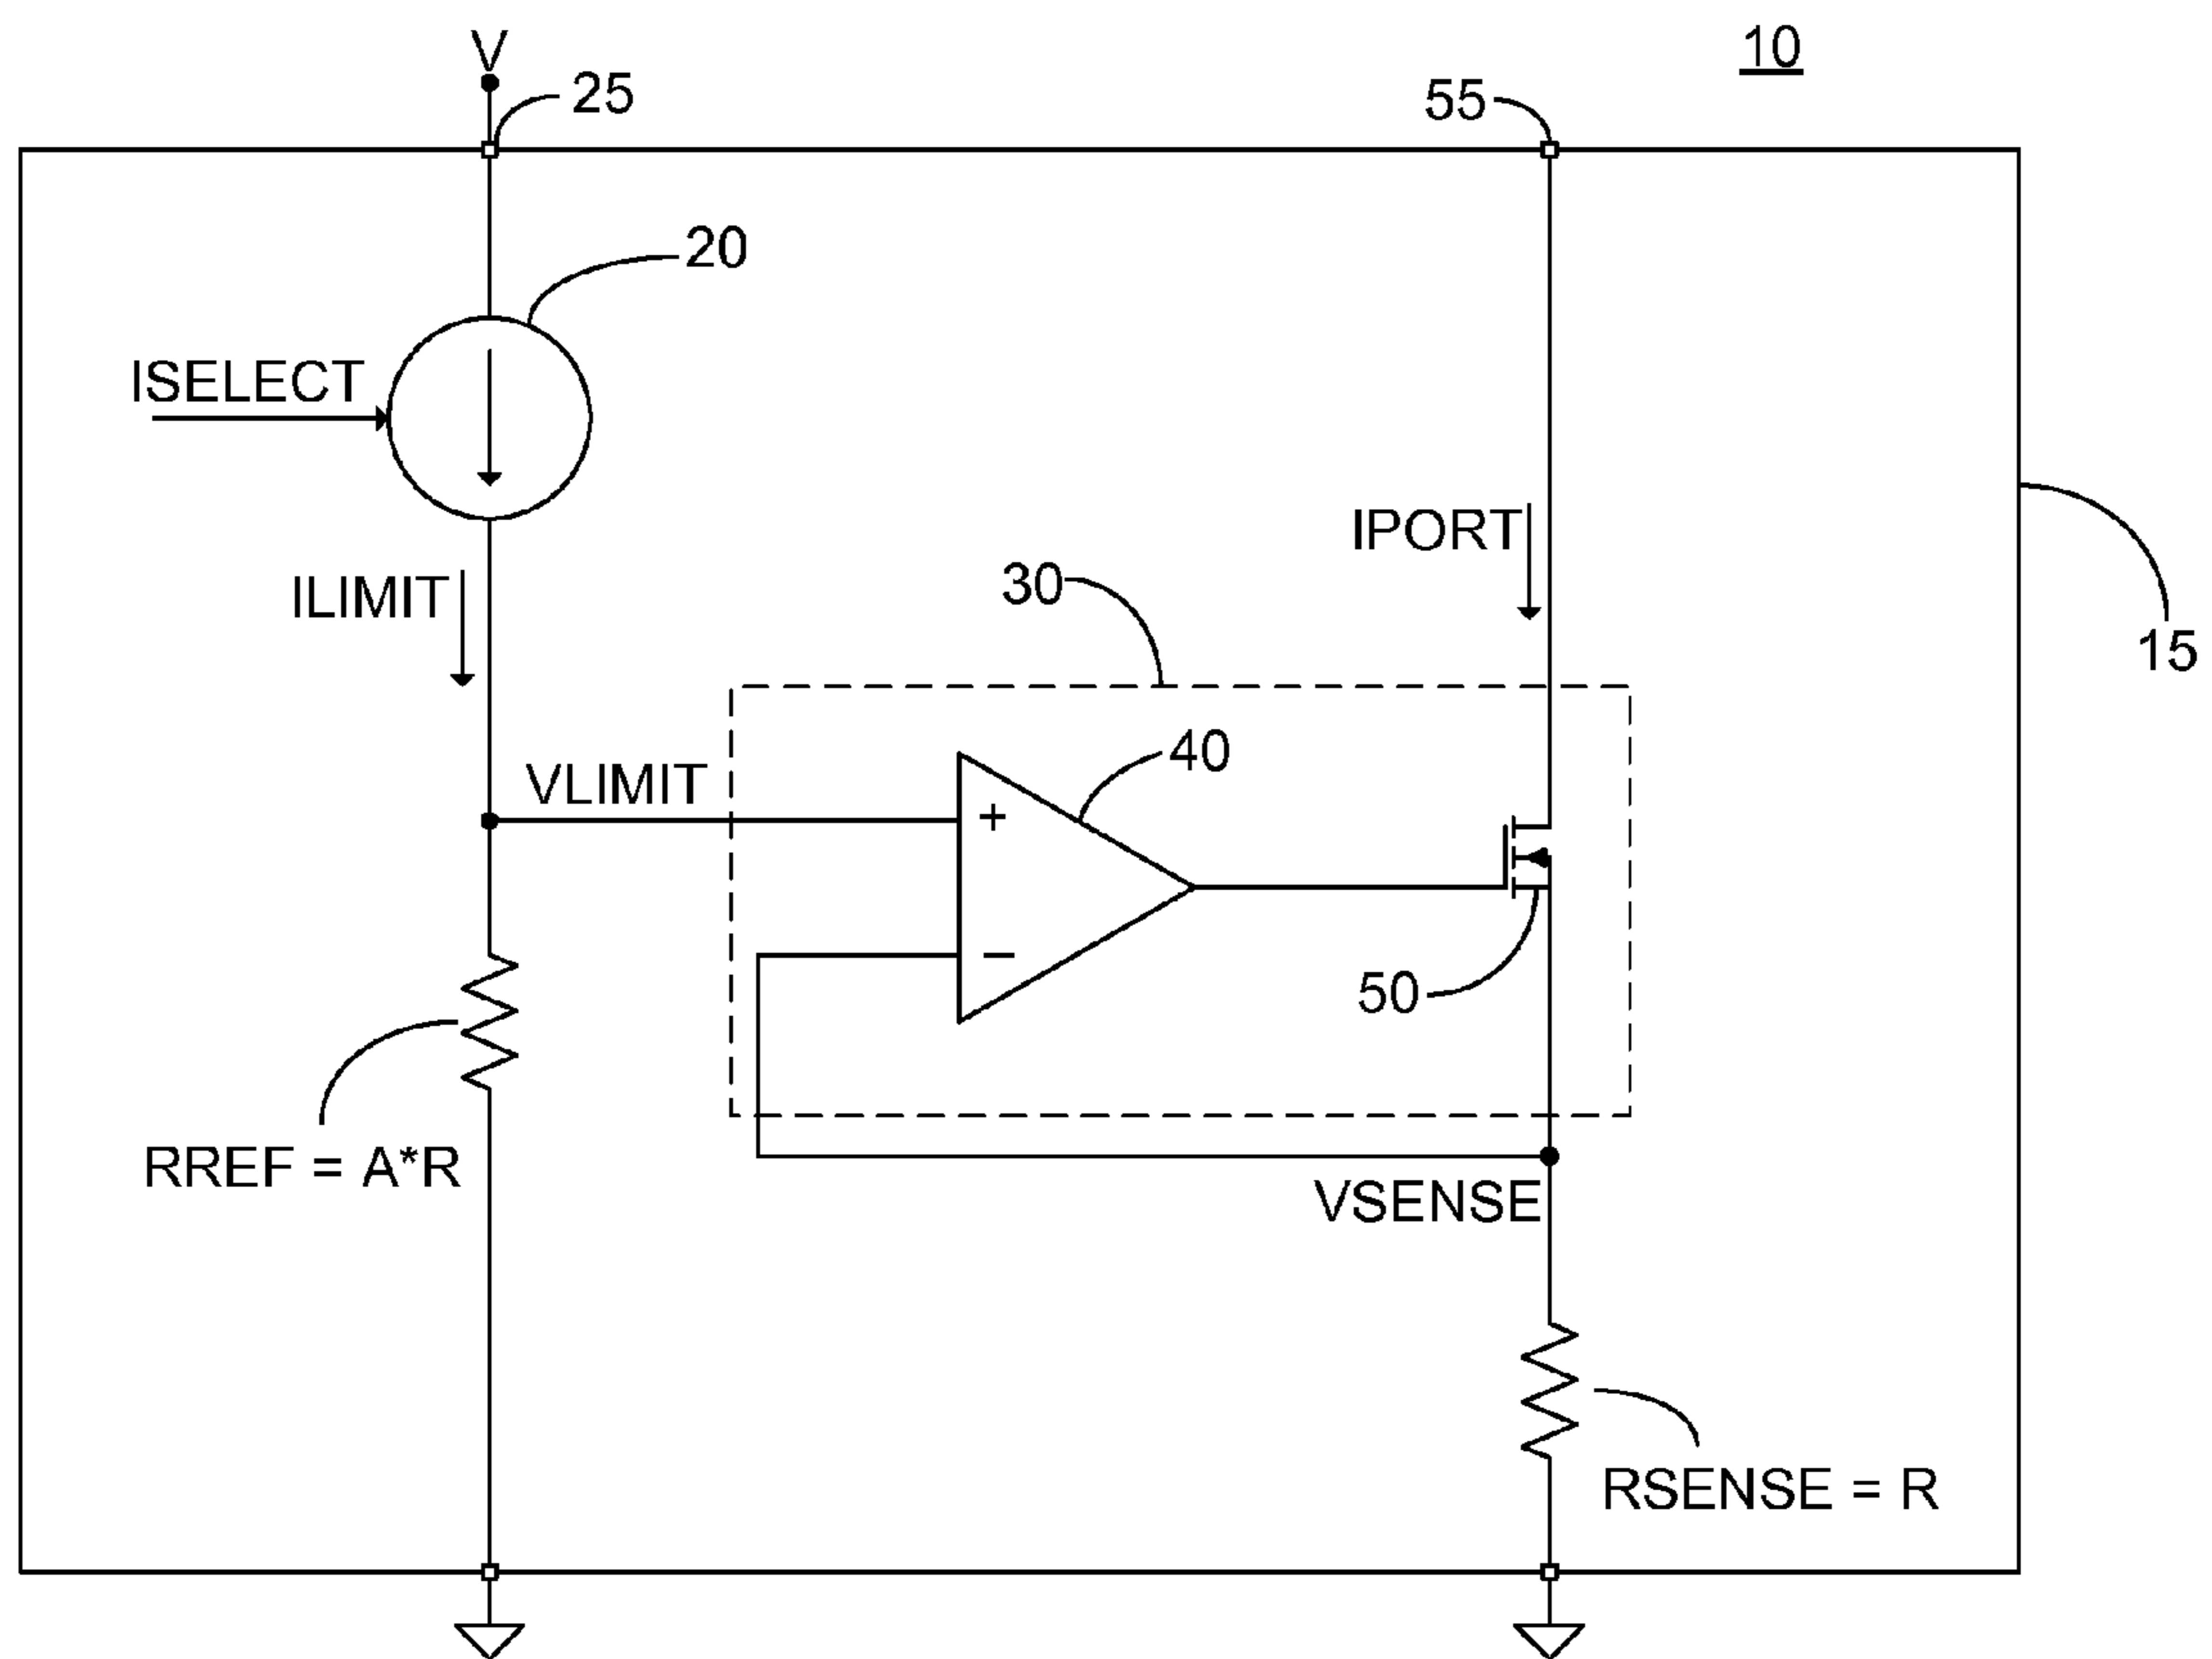 V
10
25
55
20
ISELECT
IPORT
ILIMIT
30
15
VLIMIT
40
+
−
50
RREF = A*R
VSENSE
RSENSE = R